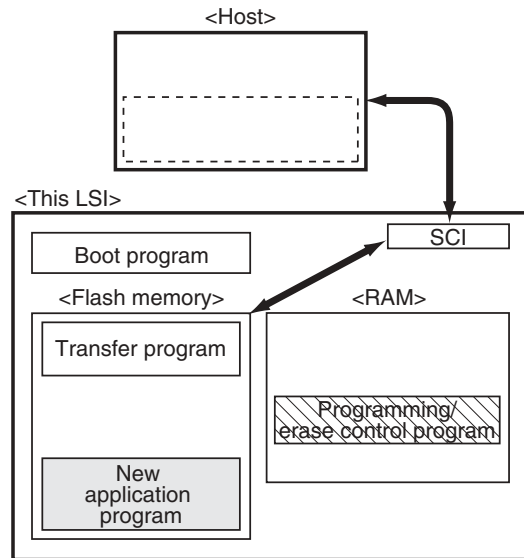 <Host>
<This LSI>
SCI
Boot program
<Flash memory>
<RAM>
Transfer program
Programming/
erase control program
New
application
program